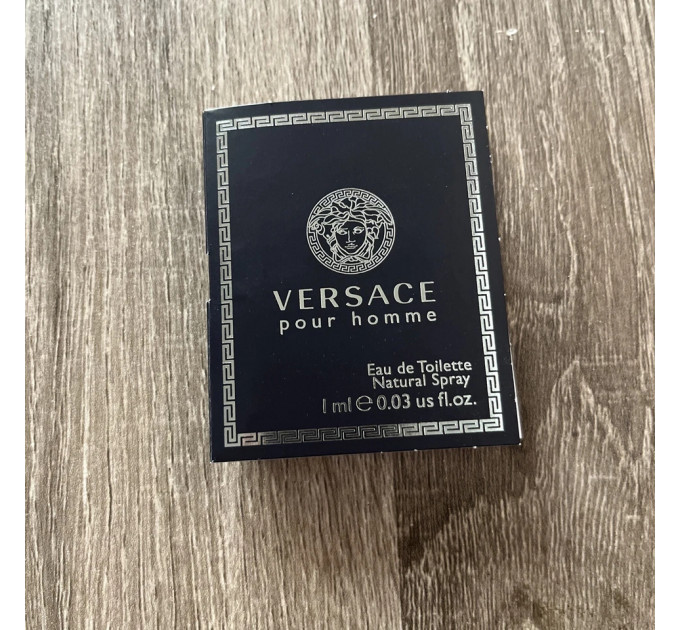 VERSACE
pour homme
Eau de Toilette
Natural Spray
1 ml ℮ 0.03 us fl.oz.